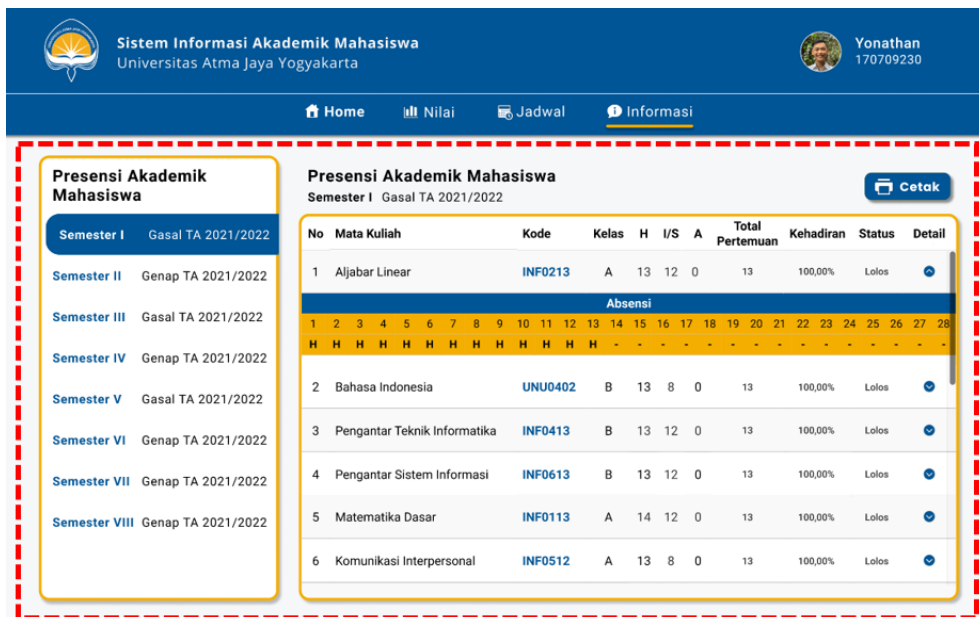 Sistem Informasi Akademik Mahasiswa
Universitas Atma Jaya Yogyakarta
Yonathan
170709230
Home Nilai Jadwal Informasi
Presensi Akademik
Mahasiswa
Semester I Gasal TA 2021/2022
Semester II Genap TA 2021/2022
Semester III Gasal TA 2021/2022
Semester IV Genap TA 2021/2022
Semester V Gasal TA 2021/2022
Semester VI Genap TA 2021/2022
Semester VII Genap TA 2021/2022
Semester VIII Genap TA 2021/2022
Presensi Akademik Mahasiswa
Semester I Gasal TA 2021/2022
Cetak
No Mata Kuliah Kode Kelas H I/S A Total Pertemuan Kehadiran Status Detail
1 Aljabar Linear INF0213 A 13 12 0 13 100,00% Lolos
Absensi
1 2 3 4 5 6 7 8 9 10 11 12 13 14 15 16 17 18 19 20 21 22 23 24 25 26 27 28
H H H H H H H H H H H H H - - - - - - - - - - - - - - -
2 Bahasa Indonesia UNU0402 B 13 8 0 13 100,00% Lolos
3 Pengantar Teknik Informatika INF0413 B 13 12 0 13 100,00% Lolos
4 Pengantar Sistem Informasi INF0613 B 13 12 0 13 100,00% Lolos
5 Matematika Dasar INF0113 A 14 12 0 13 100,00% Lolos
6 Komunikasi Interpersonal INF0512 A 13 8 0 13 100,00% Lolos